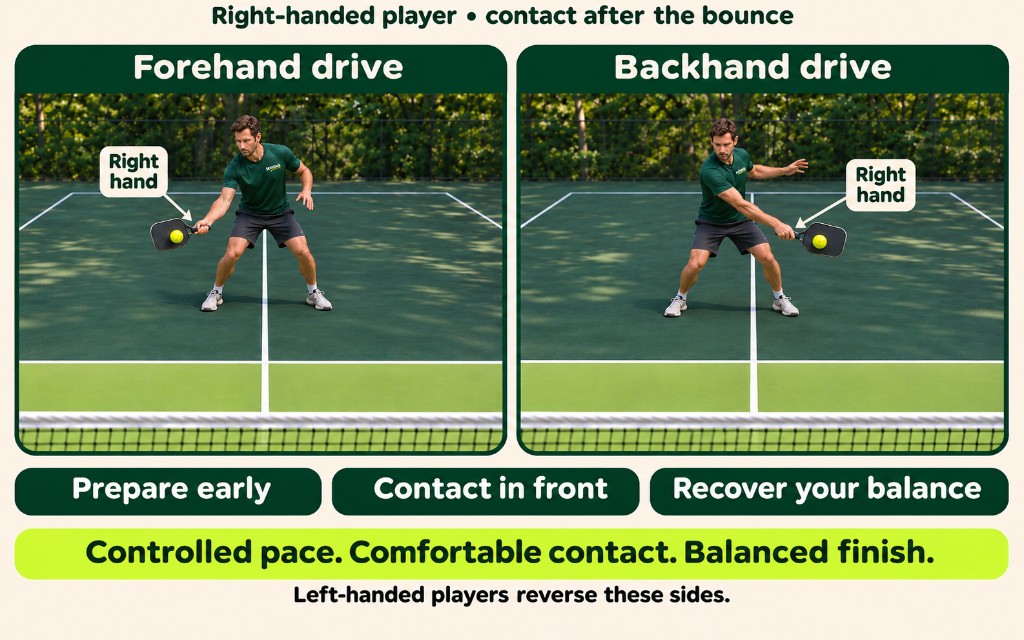 Right-handed player • contact after the bounce
Forehand drive
Backhand drive
Right
hand
Right
hand
Prepare early
Contact in front
Recover your balance
Controlled pace. Comfortable contact. Balanced finish.
Left-handed players reverse these sides.